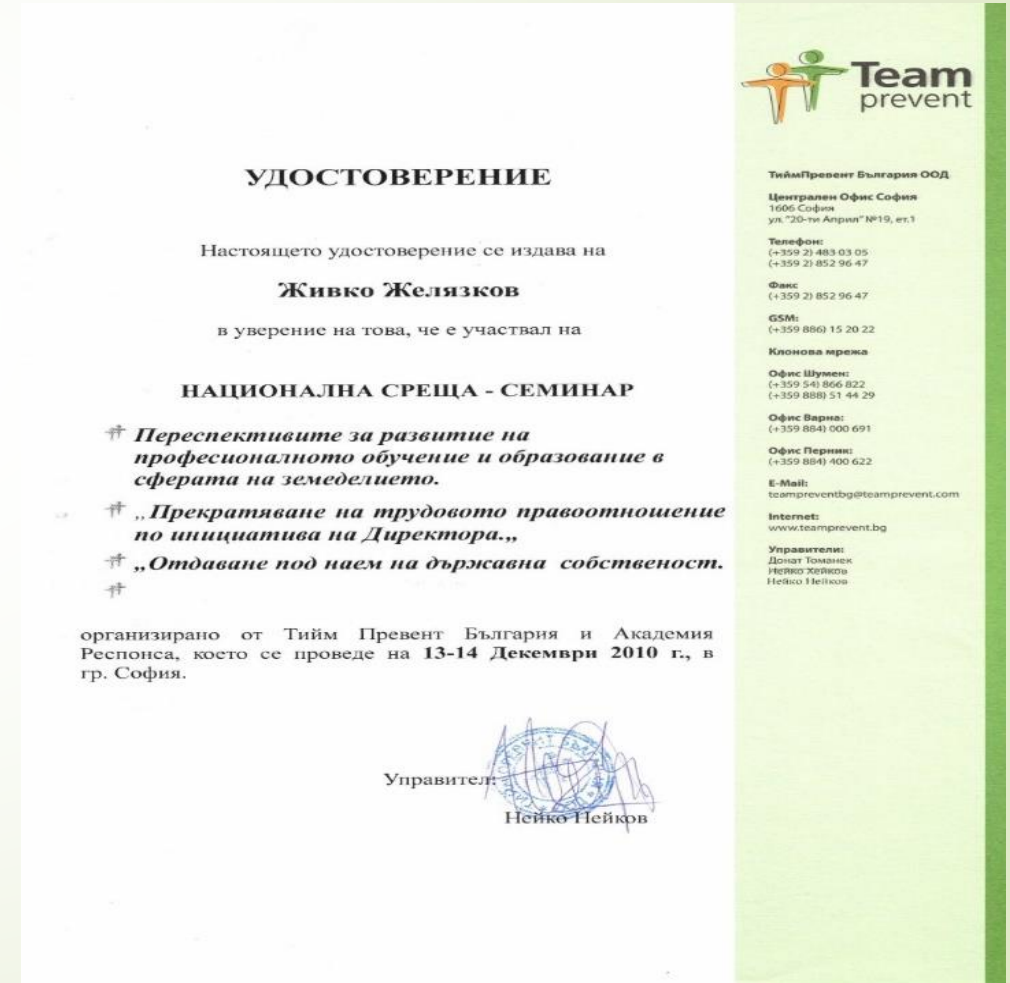 Team
prevent
УДОСТОВЕРЕНИЕ
Настоящето удостоверение се издава на
Живко Желязков
в уверение на това, че е участвал на
НАЦИОНАЛНА СРЕЩА - СЕМИНАР
Переспективите за развитие на
професионалното обучение и образование в
сферата на земеделието.
„Прекратяване на трудовото правоотношение
по инициатива на Директора.„
„Отдаване под наем на държавна собственост.
организирано от Тийм Превент България и Академия
Респонса, което се проведе на 13-14 Декември 2010 г., в
гр. София.
Управител:
Нейко Нейков
ТиймПревент България ООД
Централен Офис София
1606 София
ул. "20-ти Април" №19, ет.1
Телефон:
(+359 2) 483 03 05
(+359 2) 852 96 47
Факс
(+359 2) 852 96 47
GSM:
(+359 886) 15 20 22
Клонова мрежа
Офис Шумен:
(+359 54) 866 822
(+359 888) 51 44 29
Офис Варна:
(+359 884) 000 691
Офис Перник:
(+359 884) 400 622
E-Mail:
teampreventbg@teamprevent.com
Internet:
www.teamprevent.bg
Управители:
Донат Томанек
Нейко Хейков
Нейко Нейков